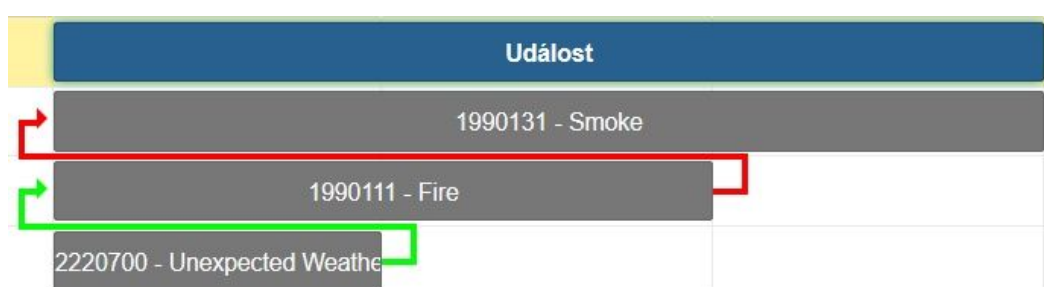 Událost
1990131 - Smoke
1990111 - Fire
2220700 - Unexpected Weathe